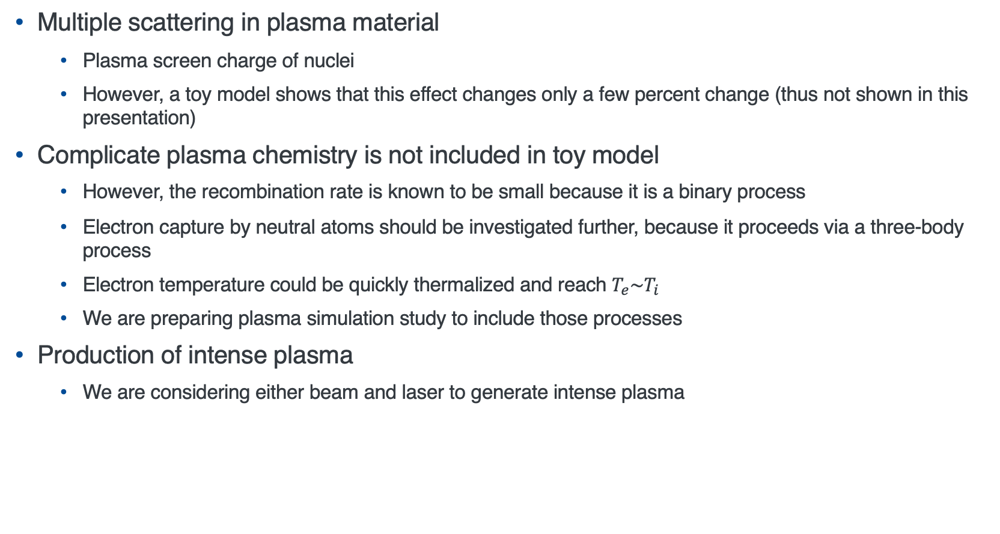 • Multiple scattering in plasma material
• Plasma screen charge of nuclei
• However, a toy model shows that this effect changes only a few percent change (thus not shown in this
presentation)
• Complicate plasma chemistry is not included in toy model
• However, the recombination rate is known to be small because it is a binary process
• Electron capture by neutral atoms should be investigated further, because it proceeds via a three-body
process
• Electron temperature could be quickly thermalized and reach $T_e \sim T_i$
• We are preparing plasma simulation study to include those processes
• Production of intense plasma
• We are considering either beam and laser to generate intense plasma